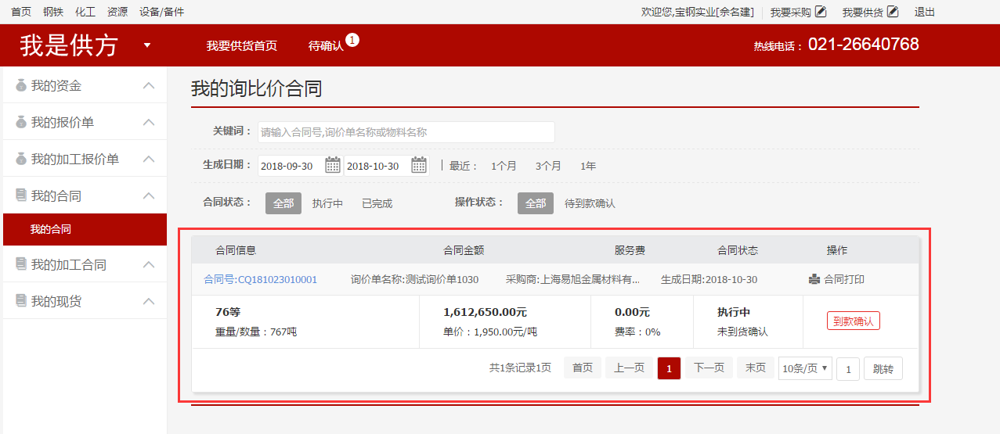 首页 钢铁 化工 资源 设备/备件 欢迎您,宝钢实业[佘名建] 我要采购 我要供货 退出
我是供方 我要供货首页 待确认 1 热线电话： 021-26640768
我的资金
我的报价单
我的加工报价单
我的合同
我的合同
我的加工合同
我的现货
我的询比价合同
关键词： 请输入合同号,询价单名称或物料名称
生成日期： 2018-09-30 2018-10-30 最近： 1个月 3个月 1年
合同状态： 全部 执行中 已完成 操作状态： 全部 待到款确认
合同信息 合同金额 服务费 合同状态 操作
合同号:CQ181023010001 询价单名称:测试询价单1030 采购商:上海易旭金属材料有... 生成日期:2018-10-30 合同打印
76等 1,612,650.00元 0.00元 执行中 到款确认
重量/数量：767吨 单价：1,950.00元/吨 费率：0% 未到货确认
共1条记录1页 首页 上一页 1 下一页 末页 10条/页 1 跳转